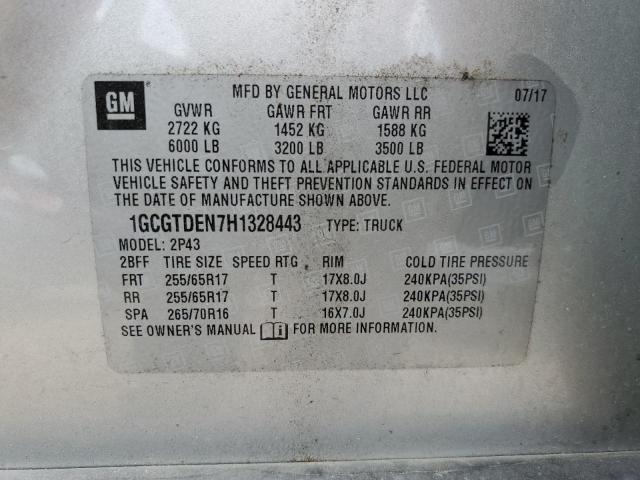 GM
MFD BY GENERAL MOTORS LLC 07/17
GVWR GAWR FRT GAWR RR
2722 KG 1452 KG 1588 KG
6000 LB 3200 LB 3500 LB
THIS VEHICLE CONFORMS TO ALL APPLICABLE U.S. FEDERAL MOTOR
VEHICLE SAFETY AND THEFT PREVENTION STANDARDS IN EFFECT ON
THE DATE OF MANUFACTURE SHOWN ABOVE.
1GCGTDEN7H1328443 TYPE: TRUCK
MODEL: 2P43
2BFF TIRE SIZE SPEED RTG RIM COLD TIRE PRESSURE
FRT 255/65R17 T 17X8.0J 240KPA(35PSI)
RR 255/65R17 T 17X8.0J 240KPA(35PSI)
SPA 265/70R16 T 16X7.0J 240KPA(35PSI)
SEE OWNER'S MANUAL FOR MORE INFORMATION.